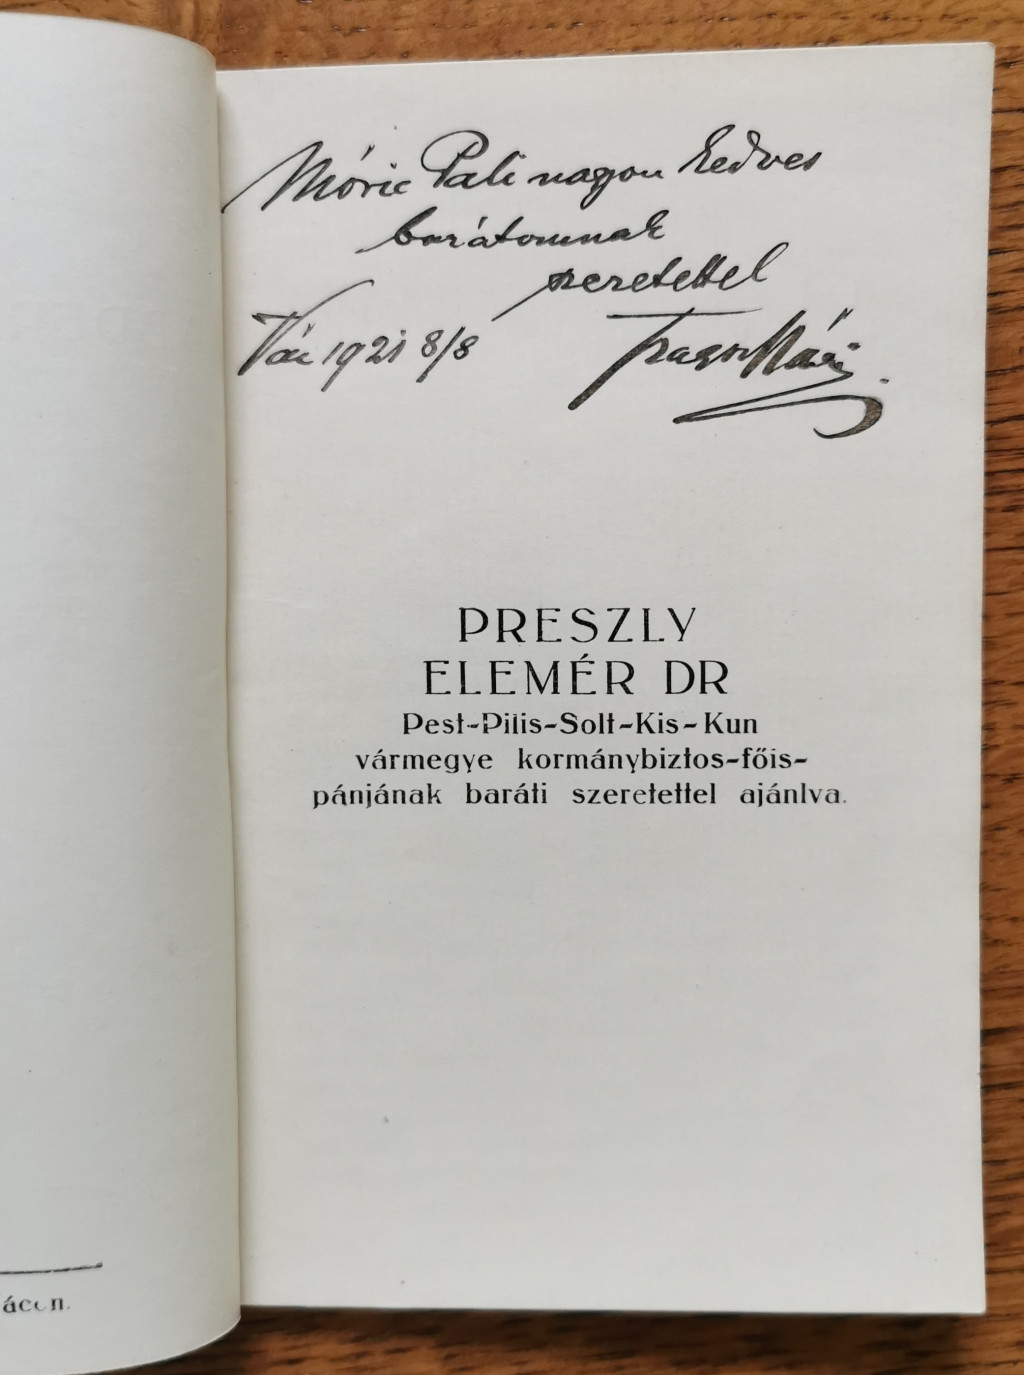 Móric Pali nagyon kedves
barátomnak
szeretettel
Vác 1921 8/8
PRESZLY
ELEMÉR DR
Pest-Pilis-Solt-Kis-Kun
vármegye kormánybiztos-főis-
pánjának baráti szeretettel ajánlva.
ácon.